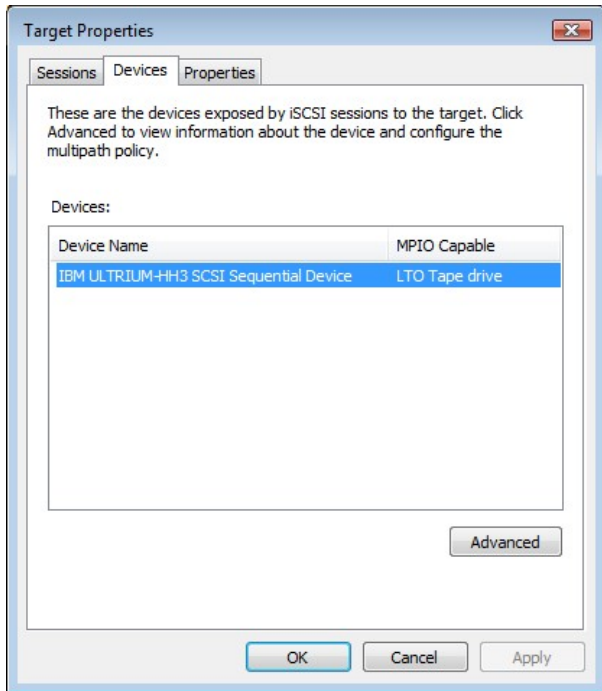 Target Properties
Sessions Devices Properties
These are the devices exposed by iSCSI sessions to the target. Click
Advanced to view information about the device and configure the
multipath policy.
Devices:
Device Name MPIO Capable
IBM ULTRIUM-HH3 SCSI Sequential Device LTO Tape drive
Advanced
OK Cancel Apply